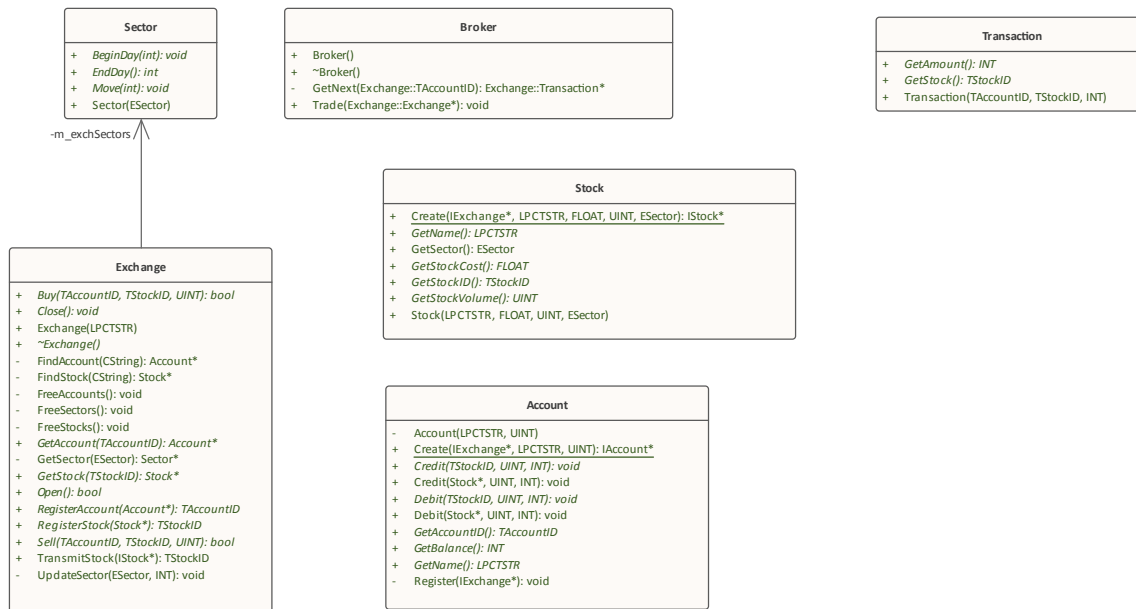 Sector
+ BeginDay(int): void
+ EndDay(): int
+ Move(int): void
+ Sector(ESector)
-m_exchSectors
Broker
+ Broker()
+ ~Broker()
- GetNext(Exchange::TAccountID): Exchange::Transaction*
+ Trade(Exchange::Exchange*): void
Transaction
+ GetAmount(): INT
+ GetStock(): TStockID
+ Transaction(TAccountID, TStockID, INT)
Stock
+ Create(IExchange*, LPCTSTR, FLOAT, UINT, ESector): IStock*
+ GetName(): LPCTSTR
+ GetSector(): ESector
+ GetStockCost(): FLOAT
+ GetStockID(): TStockID
+ GetStockVolume(): UINT
+ Stock(LPCTSTR, FLOAT, UINT, ESector)
Exchange
+ Buy(TAccountID, TStockID, UINT): bool
+ Close(): void
+ Exchange(LPCTSTR)
+ ~Exchange()
- FindAccount(CString): Account*
- FindStock(CString): Stock*
- FreeAccounts(): void
- FreeSectors(): void
- FreeStocks(): void
+ GetAccount(TAccountID): Account*
- GetSector(ESector): Sector*
+ GetStock(TStockID): Stock*
+ Open(): bool
+ RegisterAccount(Account*): TAccountID
+ RegisterStock(Stock*): TStockID
+ Sell(TAccountID, TStockID, UINT): bool
+ TransmitStock(IStock*): TStockID
- UpdateSector(ESector, INT): void
Account
- Account(LPCTSTR, UINT)
+ Create(IExchange*, LPCTSTR, UINT): IAccount*
+ Credit(TStockID, UINT, INT): void
+ Credit(Stock*, UINT, INT): void
+ Debit(TStockID, UINT, INT): void
+ Debit(Stock*, UINT, INT): void
+ GetAccountID(): TAccountID
+ GetBalance(): INT
+ GetName(): LPCTSTR
- Register(IExchange*): void